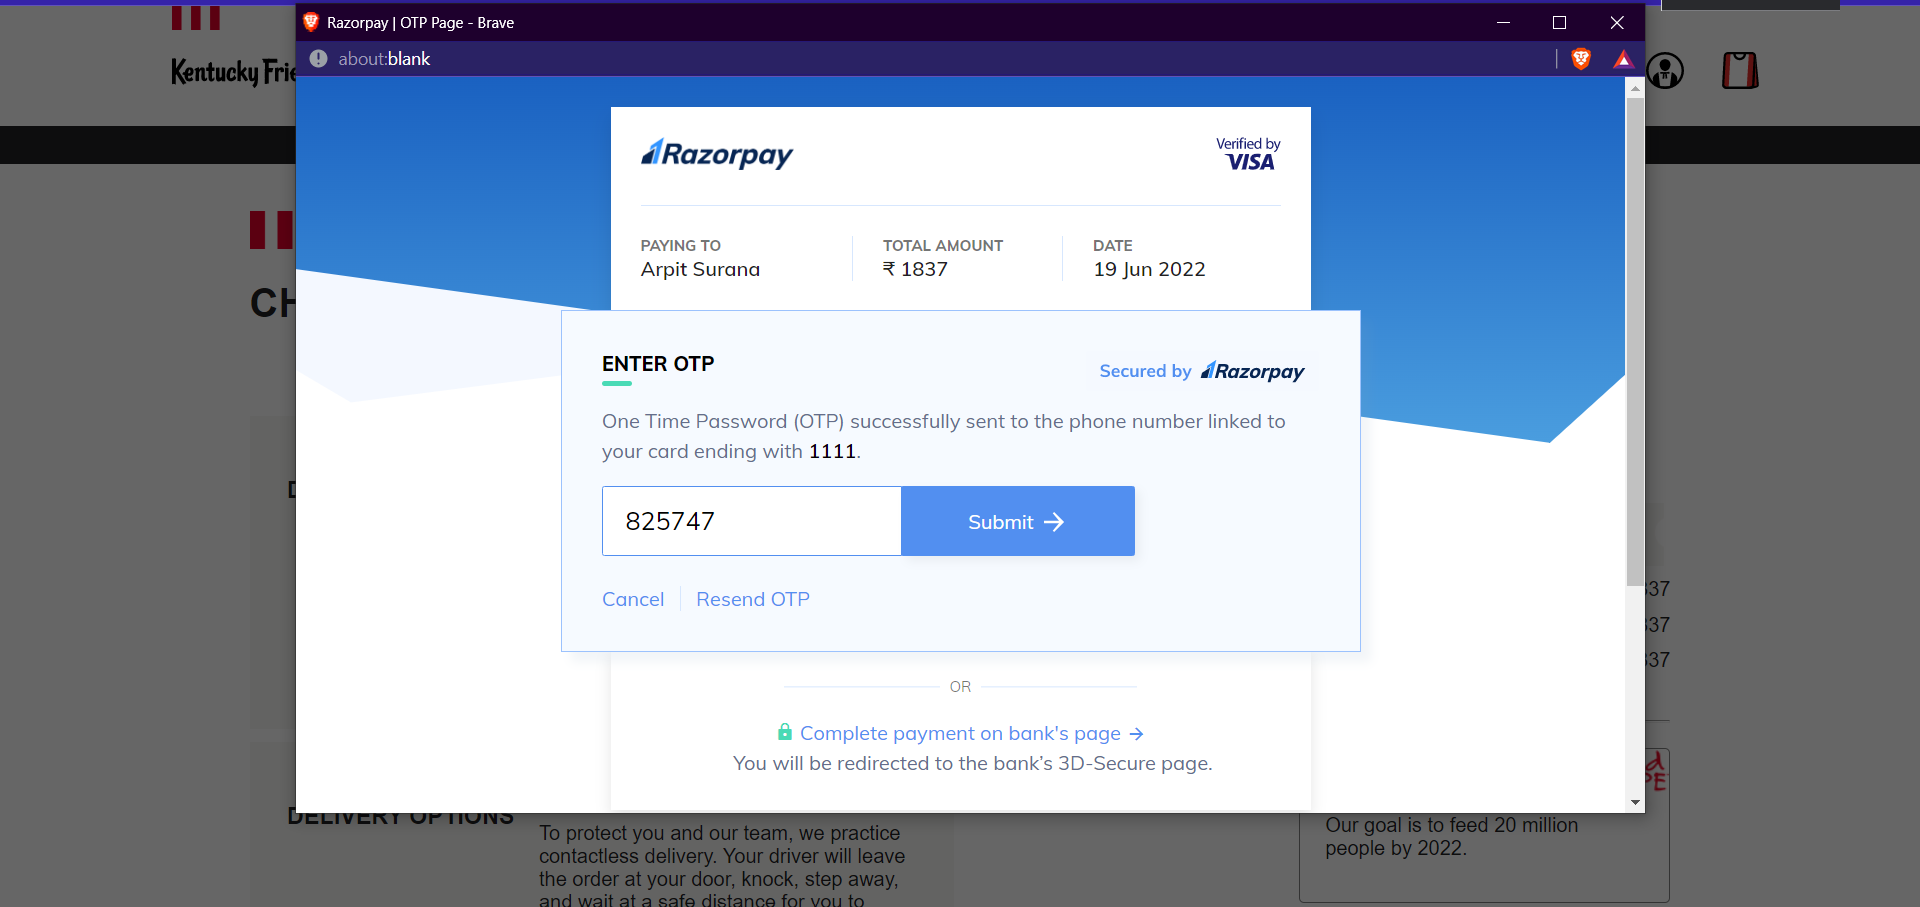 Razorpay | OTP Page - Brave
about:blank
Kentucky Frie
Razorpay
Verified by
VISA
PAYING TO
Arpit Surana
TOTAL AMOUNT
₹ 1837
DATE
19 Jun 2022
CH
ENTER OTP
Secured by Razorpay
One Time Password (OTP) successfully sent to the phone number linked to
your card ending with 1111.
825747
Submit →
Cancel
Resend OTP
337
337
337
OR
Complete payment on bank's page →
You will be redirected to the bank’s 3D-Secure page.
DELIVERY OPTIONS
To protect you and our team, we practice
contactless delivery. Your driver will leave
the order at your door, knock, step away,
and wait at a safe distance for you to
Our goal is to feed 20 million
people by 2022.